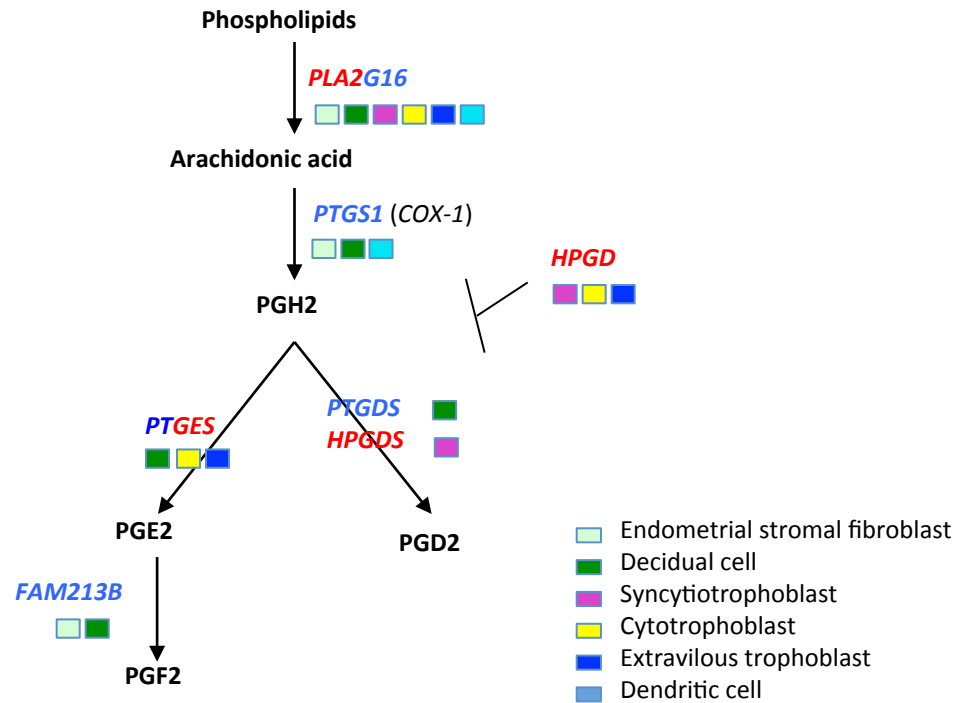 Phospholipids
PLA2G16
Arachidonic acid
PTGS1 (COX-1)
HPGD
PGH2
PTGDS
HPGDS
PTGES
PGE2
PGD2
FAM213B
PGF2
Endometrial stromal fibroblast
Decidual cell
Syncytiotrophoblast
Cytotrophoblast
Extravilous trophoblast
Dendritic cell